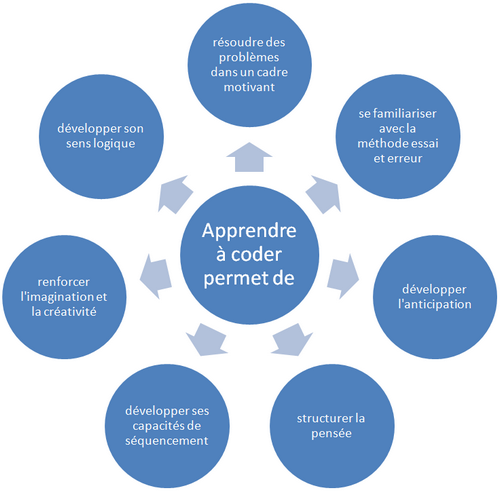 Apprendre
à coder
permet de
résoudre des
problèmes
dans un cadre
motivant
se familiariser
avec la
méthode essai
et erreur
développer
l'anticipation
structurer la
pensée
développer ses
capacités de
séquencement
renforcer
l'imagination et
la créativité
développer son
sens logique